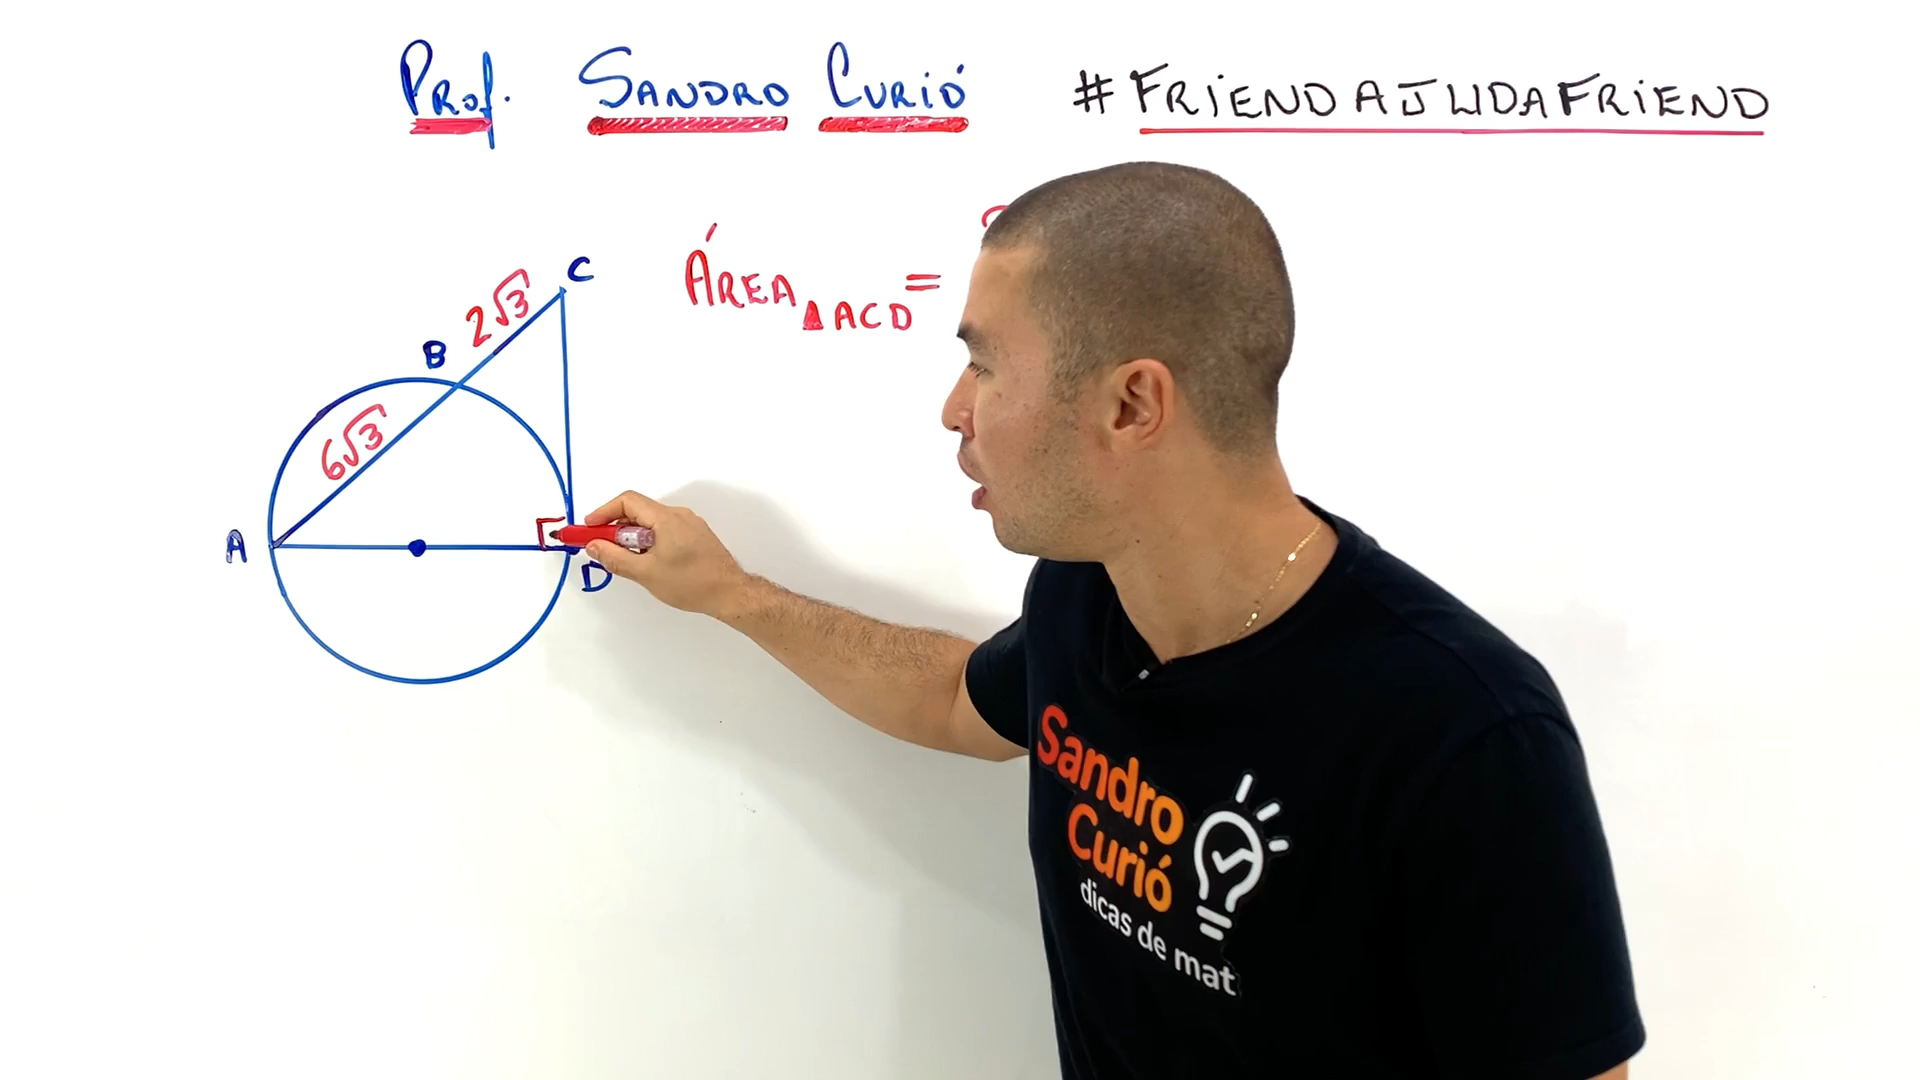 Prof. SANDRO CURIÓ #FRIENDAJUDAFRIEND
ÁREA ▲ACD =
C
2√3
B
6√3
A
D
Sandro
Curió
dicas de mat